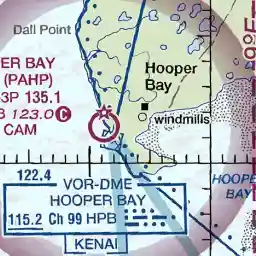 Dall Point
ER BAY
(PAHP)
3P 135.1
123.0 C
CAM
Hooper
Bay
windmills
122.4
VOR-DME
HOOPER BAY
115.2 Ch 99 HPB
KENAI
HOOPE
BAY